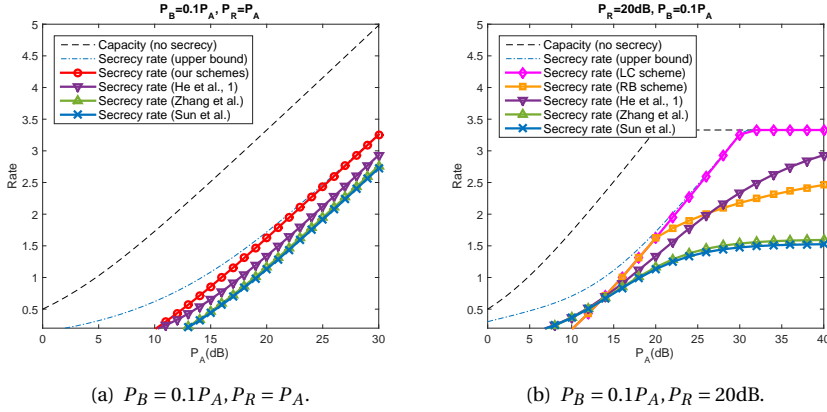 P_B=0.1P_A, P_R=P_A
5
4.5
4
3.5
3
2.5
2
1.5
1
0.5
Rate
Capacity (no secrecy)
Secrecy rate (upper bound)
Secrecy rate (our schemes)
Secrecy rate (He et al., 1)
Secrecy rate (Zhang et al.)
Secrecy rate (Sun et al.)
0 5 10 15 20 25 30
P_A(dB)
(a) P_B = 0.1P_A, P_R = P_A.
P_R=20dB, P_B=0.1P_A
5
4.5
4
3.5
3
2.5
2
1.5
1
0.5
Rate
Capacity (no secrecy)
Secrecy rate (upper bound)
Secrecy rate (LC scheme)
Secrecy rate (RB scheme)
Secrecy rate (He et al., 1)
Secrecy rate (Zhang et al.)
Secrecy rate (Sun et al.)
0 5 10 15 20 25 30 35 40
P_A(dB)
(b) P_B = 0.1P_A, P_R = 20dB.